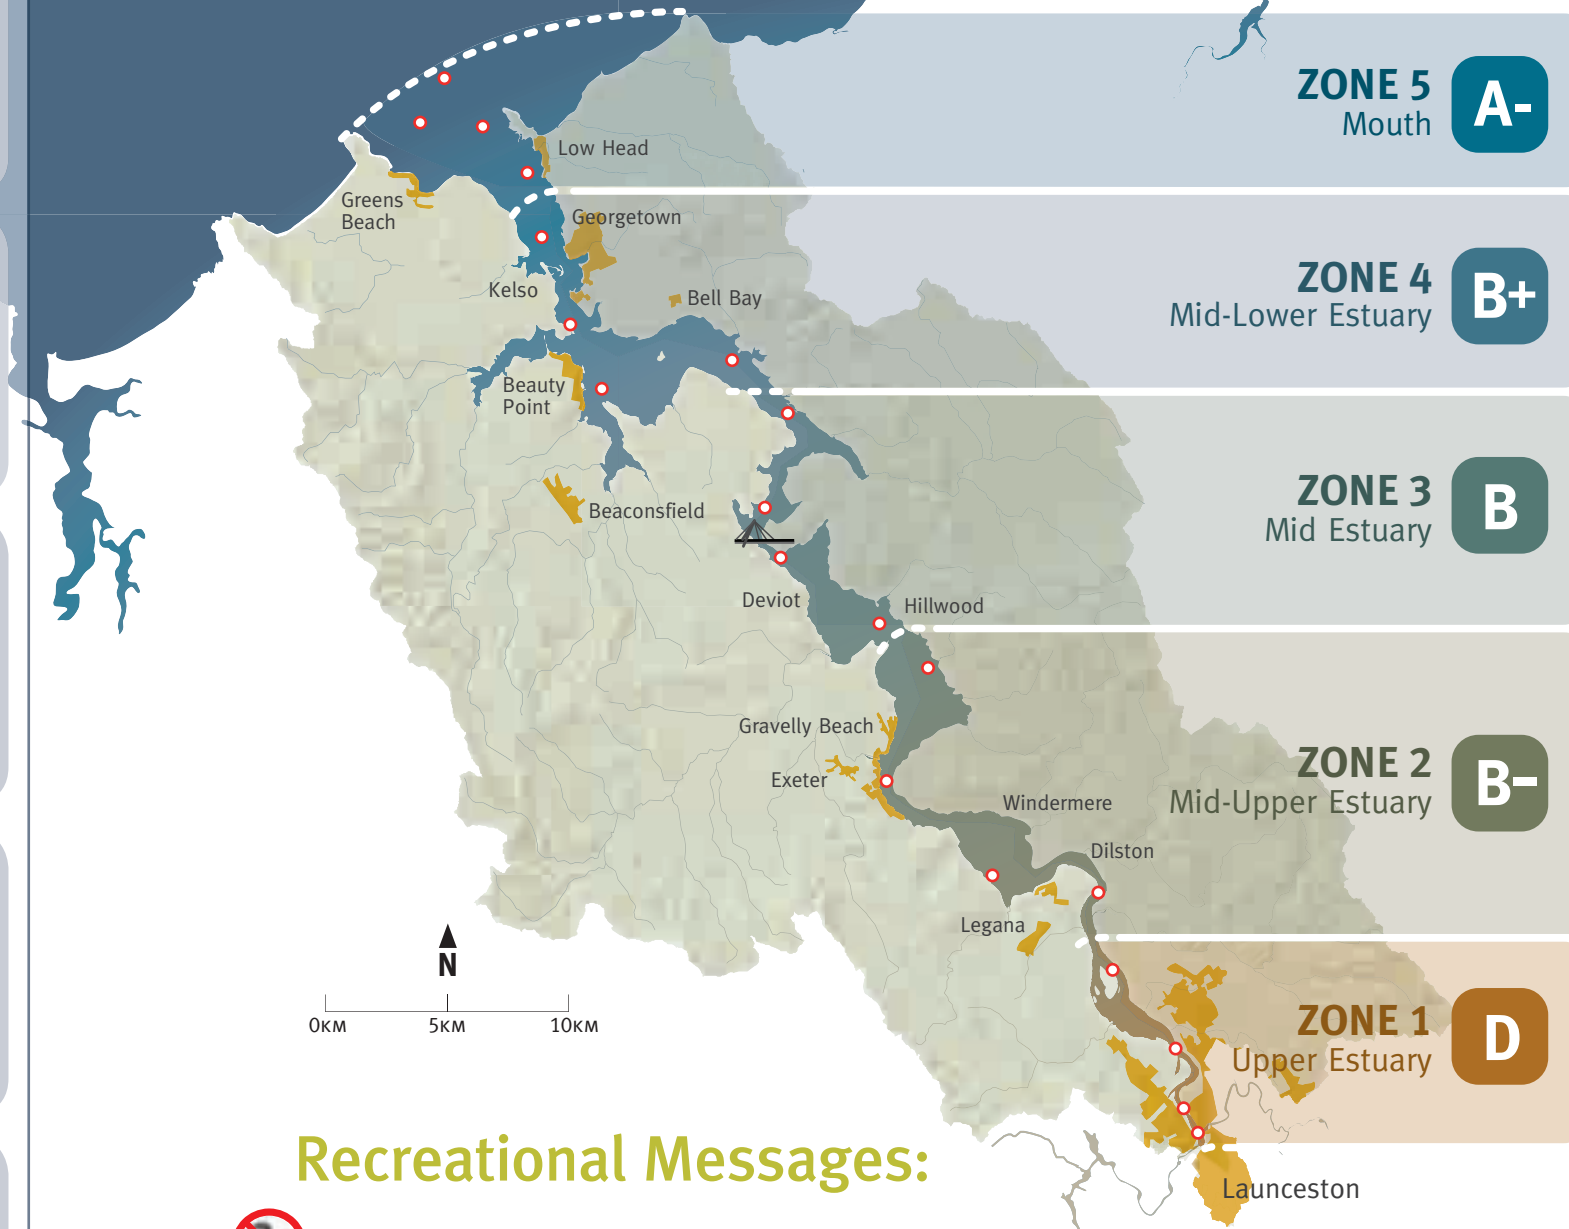 ZONE 5
Mouth
A-
Low Head
Greens
Beach
Georgetown
Kelso
Bell Bay
ZONE 4
Mid-Lower Estuary
B+
Beauty
Point
Beaconsfield
ZONE 3
Mid Estuary
B
Deviot
Hillwood
Gravelly Beach
Exeter
Windermere
ZONE 2
Mid-Upper Estuary
B-
Dilston
Legana
N
0KM
5KM
10KM
ZONE 1
Upper Estuary
D
Recreational Messages:
Launceston